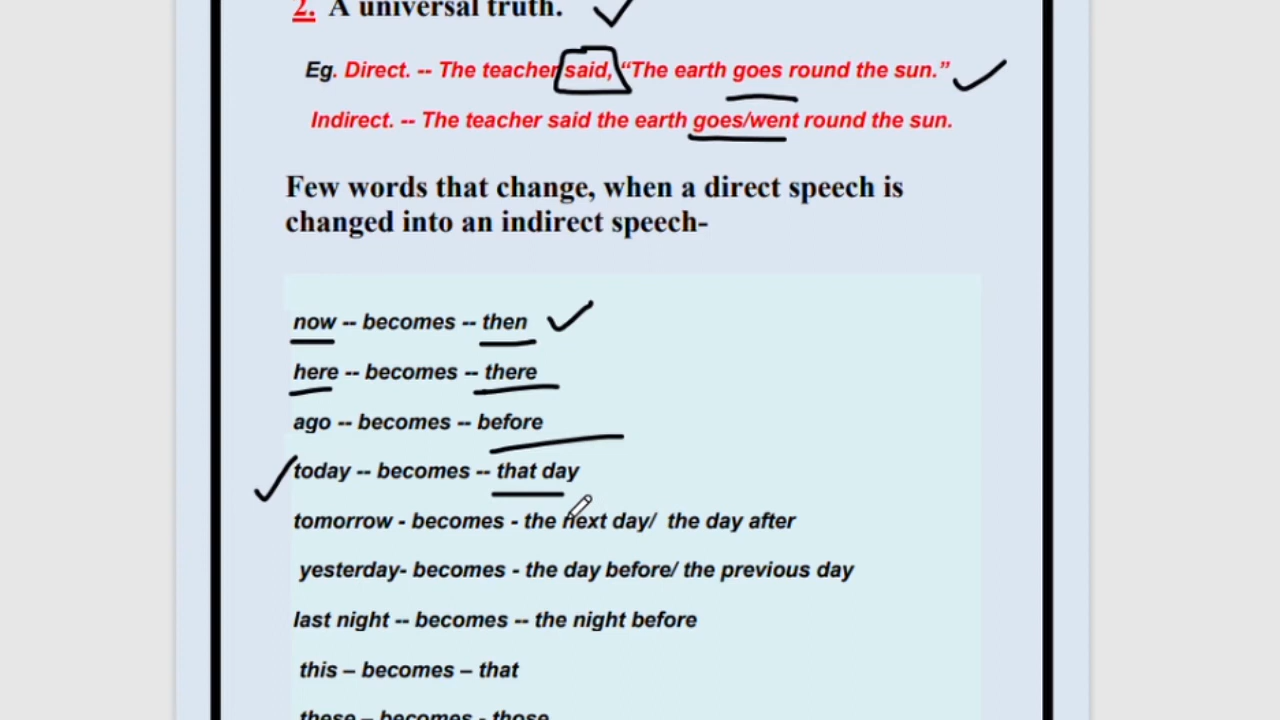 2. A universal truth.
Eg. Direct. -- The teacher said, “The earth goes round the sun.”
Indirect. -- The teacher said the earth goes/went round the sun.
Few words that change, when a direct speech is
changed into an indirect speech-
now -- becomes -- then
here -- becomes -- there
ago -- becomes -- before
today -- becomes -- that day
tomorrow - becomes - the next day/ the day after
yesterday- becomes - the day before/ the previous day
last night -- becomes -- the night before
this – becomes – that
these – becomes - those